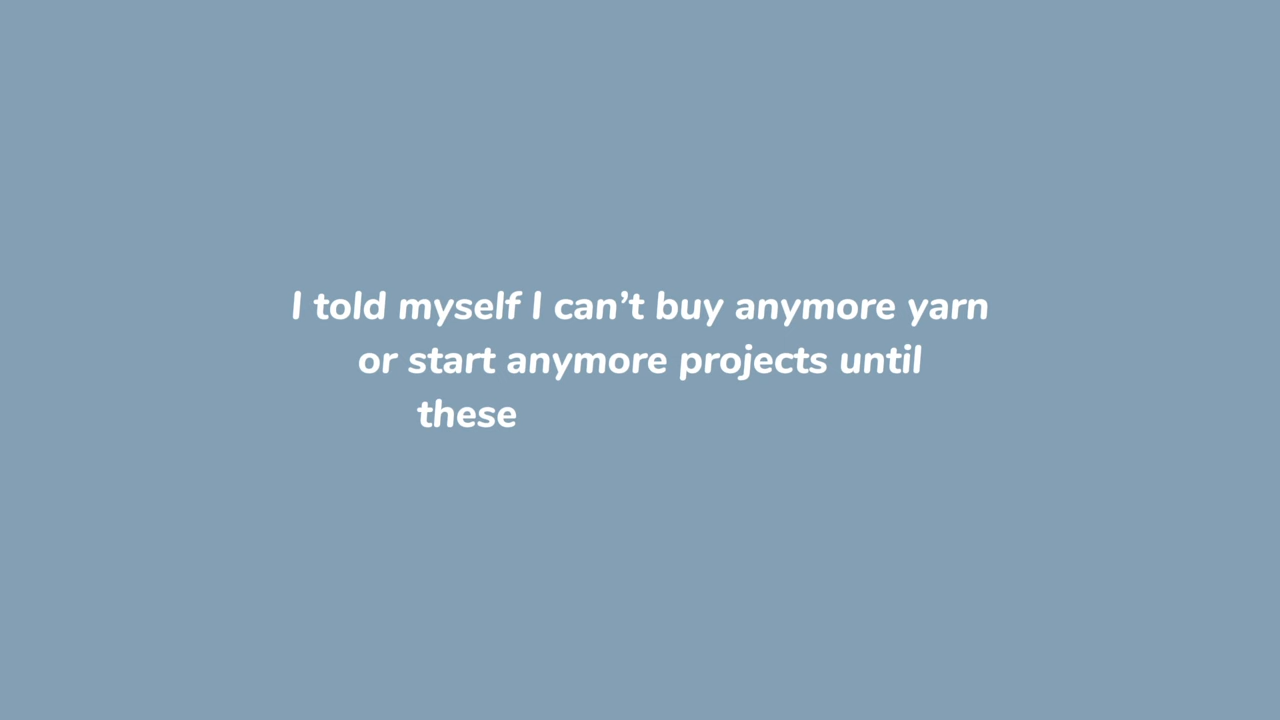 I told myself I can’t buy anymore yarn
or start anymore projects until
these